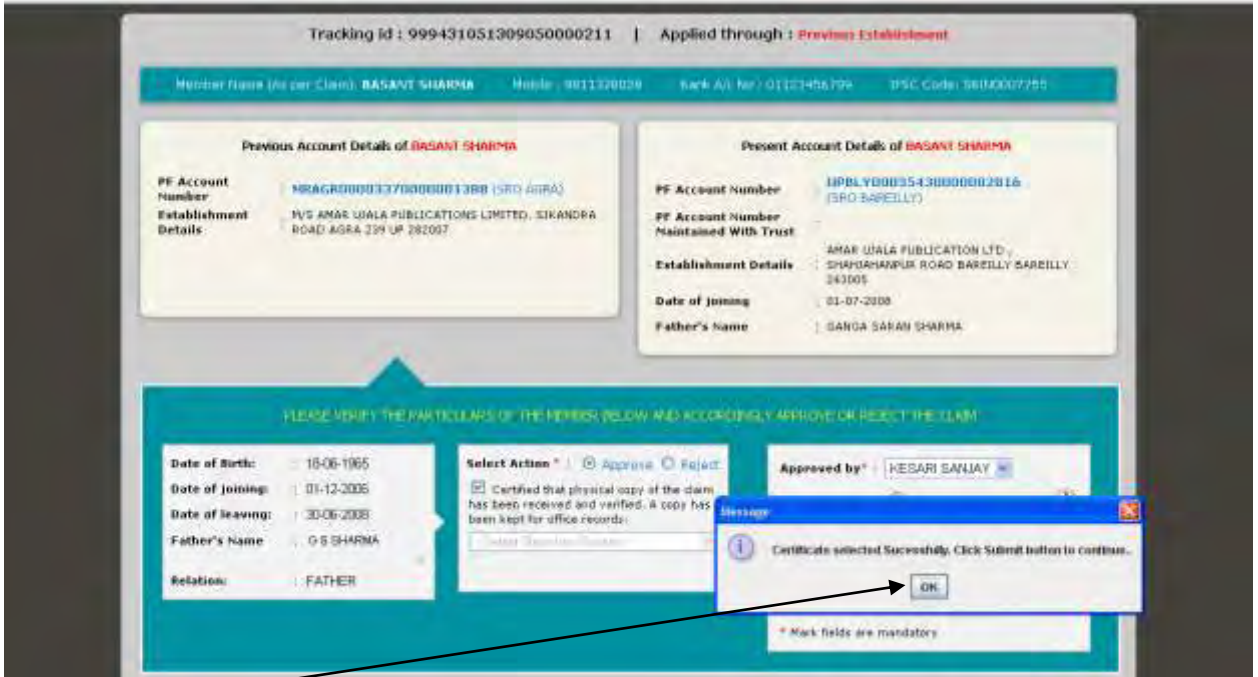 Tracking id : 999431051309050000211 | Applied through : Previous Establishment
Member Name (As per Claim): BASANT SHARMA Mobile : Bank A/c No : IFSC Code:
Previous Account Details of BASANT SHARMA
PF Account Number : (SRO AGRA)
Establishment Details : M/S AMAR UJALA PUBLICATIONS LIMITED, SIKANDRA ROAD AGRA 239 UP 282007
Present Account Details of BASANT SHARMA
PF Account Number : (SRO BAREILLY)
PF Account Number Maintained With Trust :
Establishment Details : AMAR UJALA PUBLICATION LTD , SHAHJAHANPUR ROAD BAREILLY BAREILLY 243005
Date of Joining : 01-07-2008
Father's Name : GANGA SARAN SHARMA
PLEASE VERIFY THE PARTICULARS OF THE MEMBER BELOW AND ACCORDINGLY APPROVE OR REJECT THE CLAIM
Date of Birth: : 18-06-1965
Date of Joining: :
Date of leaving: : 30-06-2008
Father's Name : G S SHARMA
Relation: : FATHER
Select Action * : Approve Reject
Certified that physical copy of the claim
has been received and verified. A copy has
been kept for office records.
Approved by* : KESARI SANJAY
Message
Certificate selected Sucessfully. Click Submit button to continue..
OK
* Mark fields are mandatory